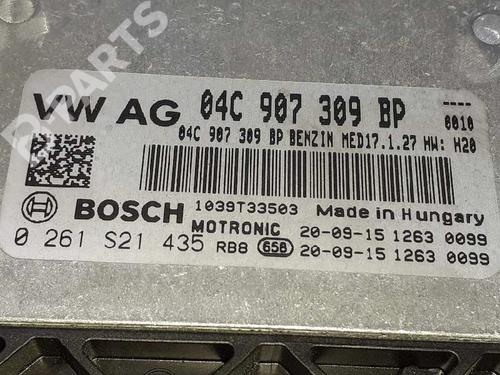 B-PARTS
VW AG 04C 907 309 BP ----
0010
04C 907 309 BP BENZIN MED17.1.27 HW: H20
1039T33503 Made in Hungary
BOSCH
MOTRONIC 20-09-15 1263 0099
0 261 S21 435 RB8 658 20-09-15 1263 0099